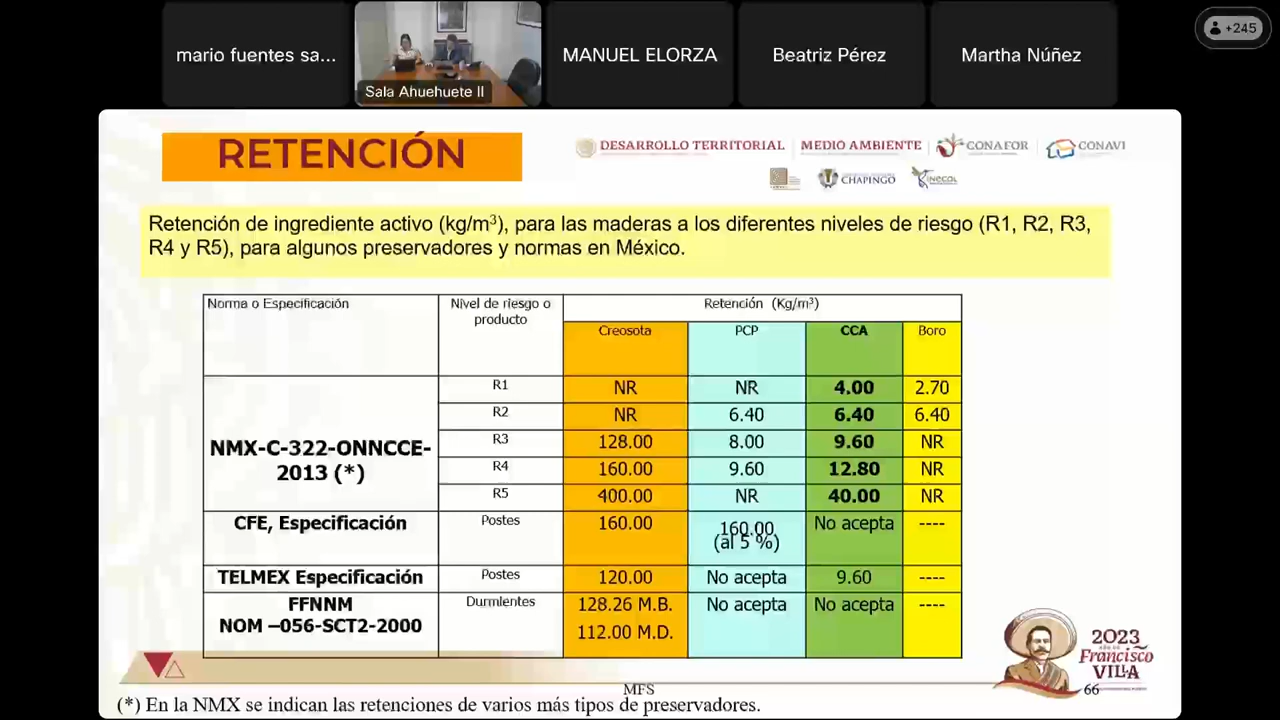 mario fuentes sa...
Sala Ahuehuete II
MANUEL ELORZA
Beatriz Pérez
Martha Núñez
+245
RETENCIÓN
DESARROLLO TERRITORIAL
MEDIO AMBIENTE
CONAFOR
CONAVI
CHAPINGO
INECOL
Retención de ingrediente activo (kg/m³), para las maderas a los diferentes niveles de riesgo (R1, R2, R3,
R4 y R5), para algunos preservadores y normas en México.
Norma o Especificación
Nivel de riesgo o
producto
Retención (Kg/m³)
Creosota PCP CCA Boro
NMX-C-322-ONNCCE-
2013 (*)
R1 NR NR 4.00 2.70
R2 NR 6.40 6.40 6.40
R3 128.00 8.00 9.60 NR
R4 160.00 9.60 12.80 NR
R5 400.00 NR 40.00 NR
CFE, Especificación Postes 160.00 160.00 No acepta ----
(al 5 %)
TELMEX Especificación Postes 120.00 No acepta 9.60 ----
FFNNM Durmientes 128.26 M.B. No acepta No acepta ----
NOM –056-SCT2-2000 112.00 M.D.
2023
Francisco
VILLA
MFS
66
(*) En la NMX se indican las retenciones de varios más tipos de preservadores.